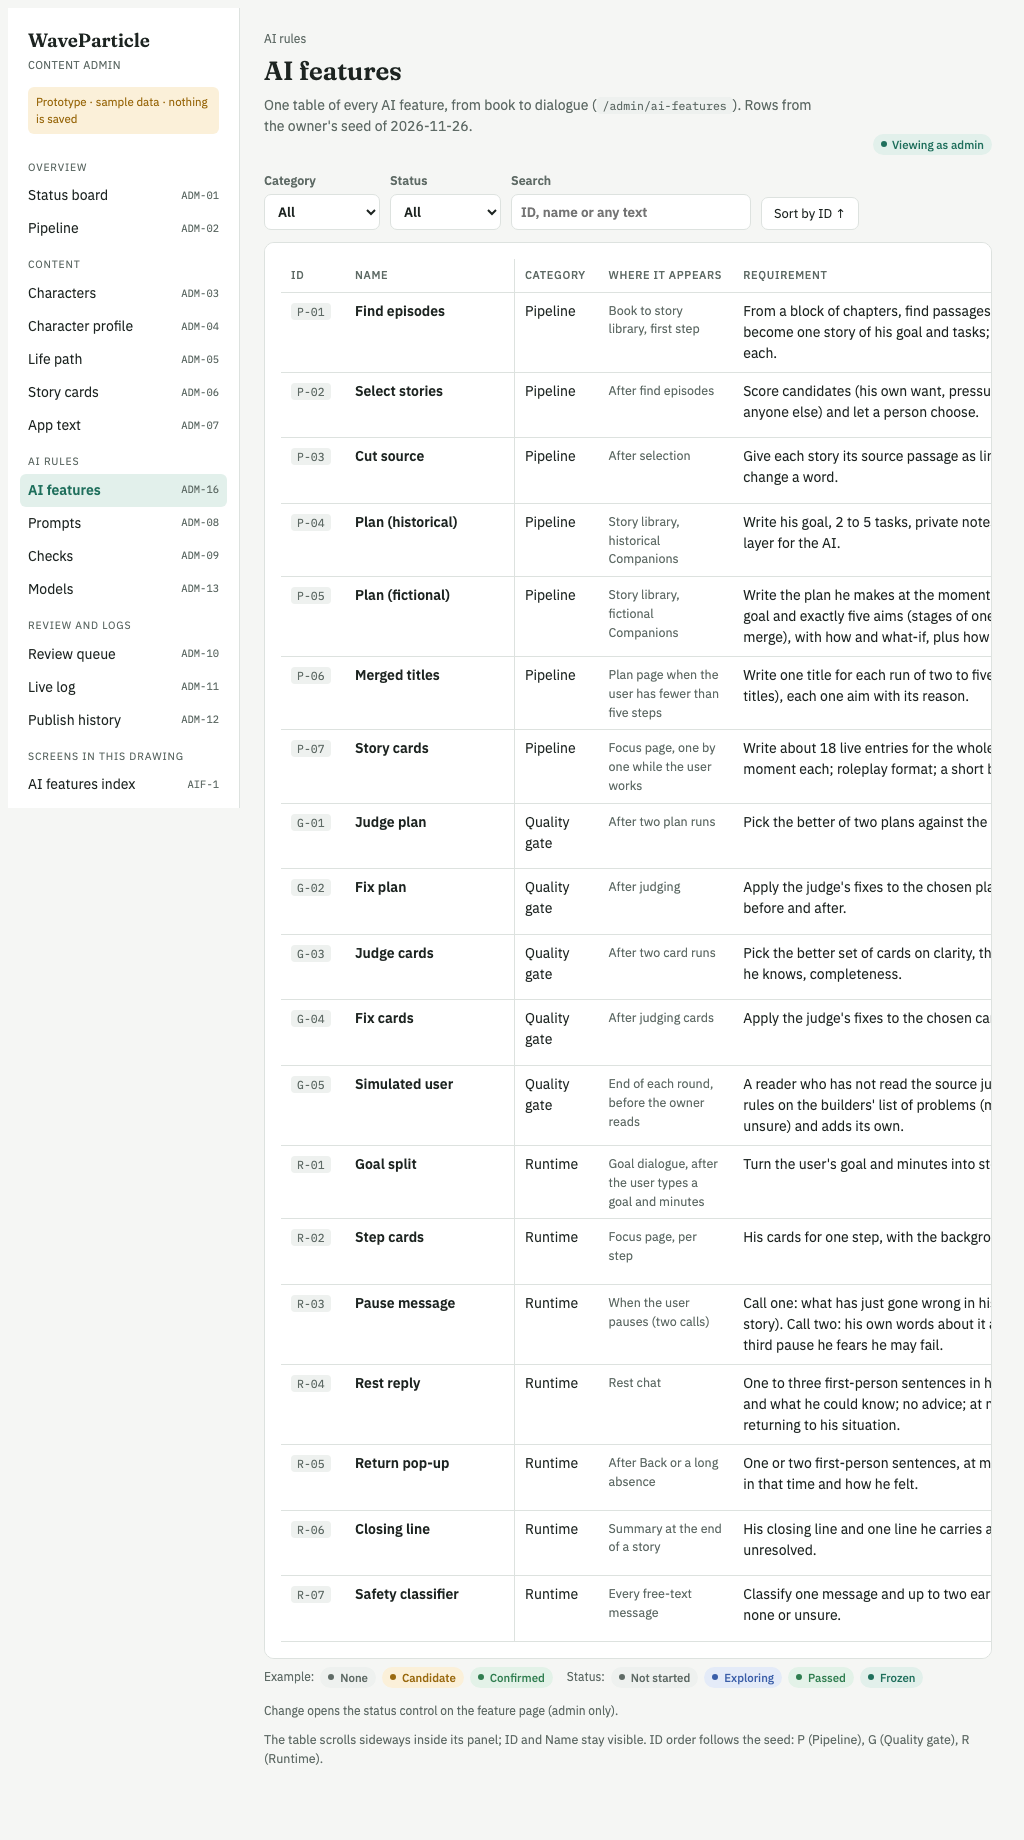 WaveParticle
CONTENT ADMIN
Prototype · sample data · nothing
is saved
OVERVIEW
Status board ADM-01
Pipeline ADM-02
CONTENT
Characters ADM-03
Character profile ADM-04
Life path ADM-05
Story cards ADM-06
App text ADM-07
AI RULES
AI features ADM-16
Prompts ADM-08
Checks ADM-09
Models ADM-13
REVIEW AND LOGS
Review queue ADM-10
Live log ADM-11
Publish history ADM-12
SCREENS IN THIS DRAWING
AI features index AIF-1
AI rules
AI features
One table of every AI feature, from book to dialogue ( /admin/ai-features ). Rows from
the owner's seed of 2026-11-26.
Viewing as admin
Category Status Search
All All ID, name or any text Sort by ID ↑
ID NAME CATEGORY WHERE IT APPEARS REQUIREMENT
P-01 Find episodes Pipeline Book to story From a block of chapters, find passages
library, first step become one story of his goal and tasks;
each.
P-02 Select stories Pipeline After find episodes Score candidates (his own want, pressu
anyone else) and let a person choose.
P-03 Cut source Pipeline After selection Give each story its source passage as lin
change a word.
P-04 Plan (historical) Pipeline Story library, Write his goal, 2 to 5 tasks, private note
historical layer for the AI.
Companions
P-05 Plan (fictional) Pipeline Story library, Write the plan he makes at the moment
fictional goal and exactly five aims (stages of one
Companions merge), with how and what-if, plus how
P-06 Merged titles Pipeline Plan page when the Write one title for each run of two to five
user has fewer than titles), each one aim with its reason.
five steps
P-07 Story cards Pipeline Focus page, one by Write about 18 live entries for the whole
one while the user moment each; roleplay format; a short b
works
G-01 Judge plan Quality After two plan runs Pick the better of two plans against the
gate
G-02 Fix plan Quality After judging Apply the judge's fixes to the chosen pla
gate before and after.
G-03 Judge cards Quality After two card runs Pick the better set of cards on clarity, th
gate he knows, completeness.
G-04 Fix cards Quality After judging cards Apply the judge's fixes to the chosen ca
gate
G-05 Simulated user Quality End of each round, A reader who has not read the source ju
gate before the owner rules on the builders' list of problems (m
reads unsure) and adds its own.
R-01 Goal split Runtime Goal dialogue, after Turn the user's goal and minutes into st
the user types a
goal and minutes
R-02 Step cards Runtime Focus page, per His cards for one step, with the backgro
step
R-03 Pause message Runtime When the user Call one: what has just gone wrong in his
pauses (two calls) story). Call two: his own words about it a
third pause he fears he may fail.
R-04 Rest reply Runtime Rest chat One to three first-person sentences in h
and what he could know; no advice; at m
returning to his situation.
R-05 Return pop-up Runtime After Back or a long One or two first-person sentences, at m
absence in that time and how he felt.
R-06 Closing line Runtime Summary at the end His closing line and one line he carries a
of a story unresolved.
R-07 Safety classifier Runtime Every free-text Classify one message and up to two ear
message none or unsure.
Example: None Candidate Confirmed Status: Not started Exploring Passed Frozen
Change opens the status control on the feature page (admin only).
The table scrolls sideways inside its panel; ID and Name stay visible. ID order follows the seed: P (Pipeline), G (Quality gate), R
(Runtime).